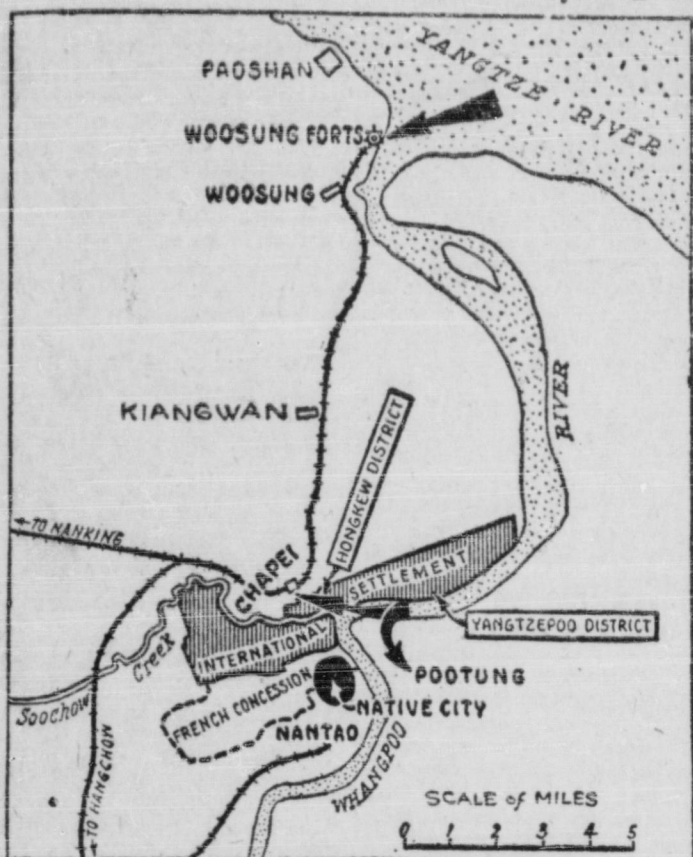 YANGTZE RIVER
PAOSHAN
WOOSUNG FORTS
WOOSUNG
RIVER
KIANGWAN
HONGKEW DISTRICT
TO NANKING
CHAPEI
SETTLEMENT
YANGTZEPOO DISTRICT
INTERNATIONAL
Creek
Soochow
POOTUNG
FRENCH CONCESSION
NATIVE CITY
NANTAO
WHANGPOO
TO HANGCHOW
SCALE of MILES
0 1 2 3 4 5